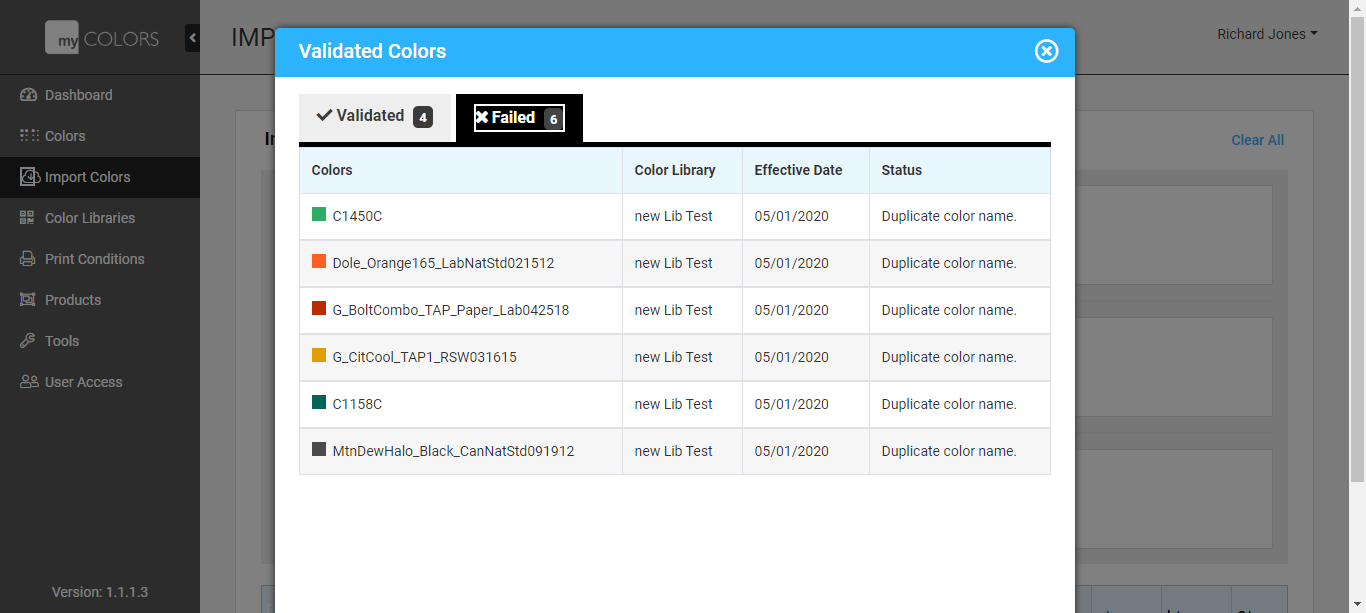 my COLORS
Dashboard
Colors
Import Colors
Color Libraries
Print Conditions
Products
Tools
User Access
Version: 1.1.1.3
Richard Jones
Clear All
Validated Colors
Validated 4
Failed 6
Colors Color Library Effective Date Status
C1450C new Lib Test 05/01/2020 Duplicate color name.
Dole_Orange165_LabNatStd021512 new Lib Test 05/01/2020 Duplicate color name.
G_BoltCombo_TAP_Paper_Lab042518 new Lib Test 05/01/2020 Duplicate color name.
G_CitCool_TAP1_RSW031615 new Lib Test 05/01/2020 Duplicate color name.
C1158C new Lib Test 05/01/2020 Duplicate color name.
MtnDewHalo_Black_CanNatStd091912 new Lib Test 05/01/2020 Duplicate color name.